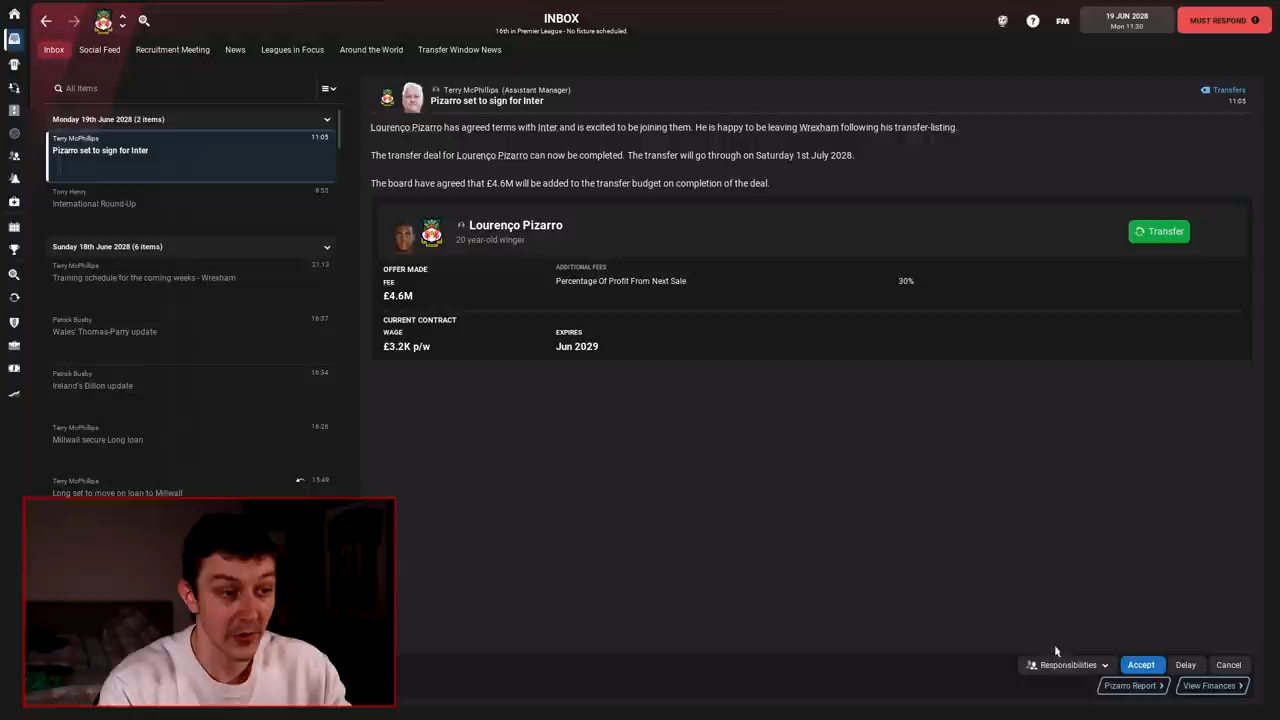 INBOX
16th in Premier League - No fixture scheduled.
FM
19 JUN 2028
Mon 11:30
MUST RESPOND
Inbox
Social Feed
Recruitment Meeting
News
Leagues in Focus
Around the World
Transfer Window News
All Items
Monday 19th June 2028 (2 items)
Terry McPhillips
11:05
Pizarro set to sign for Inter
Tony Henry
8:55
International Round-Up
Sunday 18th June 2028 (6 items)
Terry McPhillips
21:13
Training schedule for the coming weeks - Wrexham
Patrick Busby
16:37
Wales' Thomas-Parry update
Patrick Busby
16:34
Ireland's Dillon update
Terry McPhillips
16:26
Millwall secure Long loan
Terry McPhillips
15:49
Long set to move on loan to Millwall
Terry McPhillips (Assistant Manager)
Pizarro set to sign for Inter
Transfers
11:05
Lourenço Pizarro has agreed terms with Inter and is excited to be joining them. He is happy to be leaving Wrexham following his transfer-listing.
The transfer deal for Lourenço Pizarro can now be completed. The transfer will go through on Saturday 1st July 2028.
The board have agreed that £4.6M will be added to the transfer budget on completion of the deal.
Lourenço Pizarro
20 year-old winger
Transfer
OFFER MADE
FEE
£4.6M
ADDITIONAL FEES
Percentage Of Profit From Next Sale
30%
CURRENT CONTRACT
WAGE
£3.2K p/w
EXPIRES
Jun 2029
Responsibilities
Accept
Delay
Cancel
Pizarro Report
View Finances